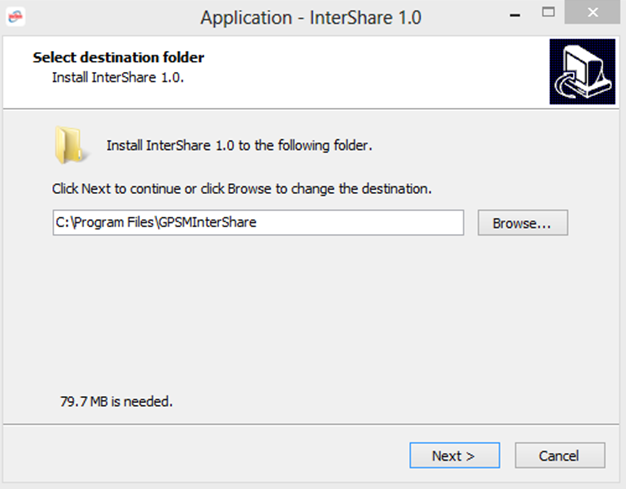 Application - InterShare 1.0
Select destination folder
Install InterShare 1.0.
Install InterShare 1.0 to the following folder.
Click Next to continue or click Browse to change the destination.
C:\Program Files\GPSMInterShare
Browse...
79.7 MB is needed.
Next >
Cancel